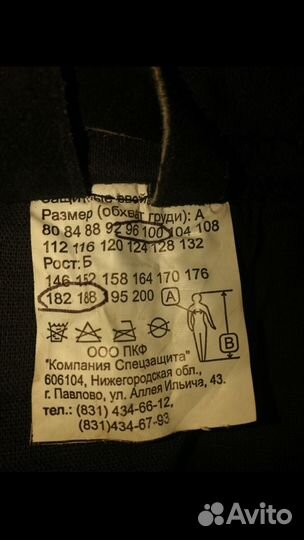 Защитные
Размер (обхват груди): А
80 84 88 92 96 100 104 108
112 116 120 124 128 132
Рост: Б
146 152 158 164 170 176
182 188 195 200 A
B
ООО ПКФ
"Компания Спецзащита"
606104, Нижегородская обл.,
г. Павлово, ул. Аллея Ильича, 43.
тел.: (831) 434-66-12,
(831) 434-67-93
Avito